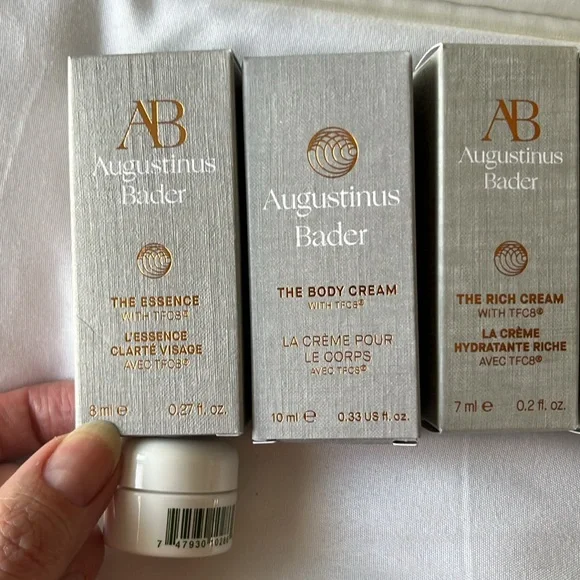 AB
Augustinus
Bader
THE ESSENCE
WITH TFC8®
L'ESSENCE
CLARTÉ VISAGE
AVEC TFC8®
8 ml e 0.27 fl. oz.
Augustinus
Bader
THE BODY CREAM
WITH TFC8®
LA CRÈME POUR
LE CORPS
AVEC TFC8®
10 ml e 0.33 US fl. oz.
AB
Augustinus
Bader
THE RICH CREAM
WITH TFC8®
LA CRÈME
HYDRATANTE RICHE
AVEC TFC8®
7 ml e 0.2 fl. oz.
7 47930